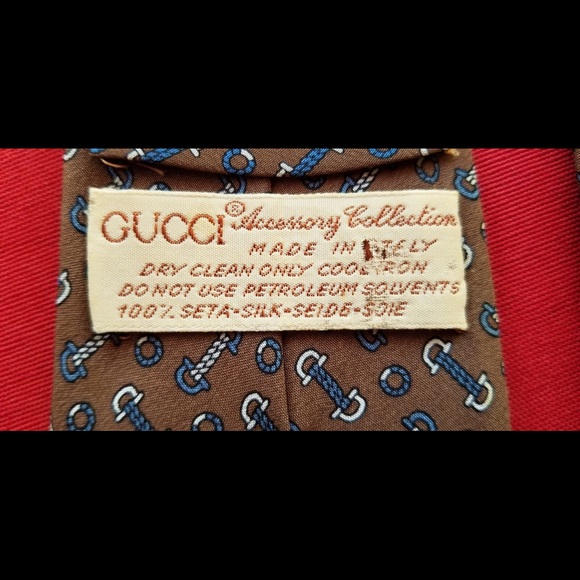 GUCCI® Accessory Collection
MADE IN ITALY
DRY CLEAN ONLY COOL IRON
DO NOT USE PETROLEUM SOLVENTS
100% SETA-SILK-SEIDE-SOIE